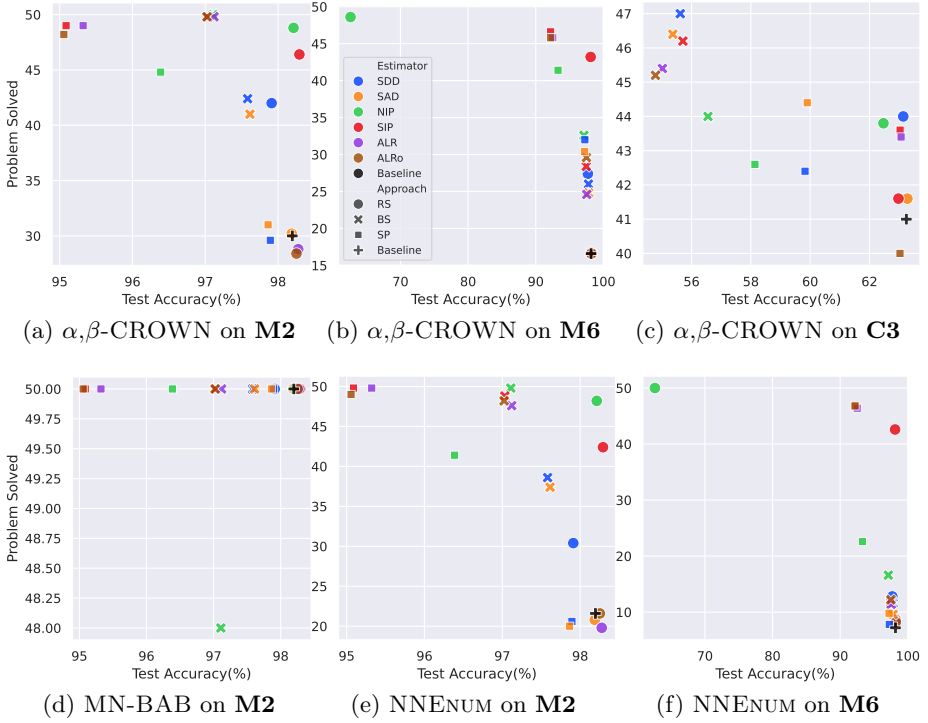 Problem Solved
50
45
40
35
30
95
96
97
98
Test Accuracy(%)
(a) α,β-CROWN on M2
50
45
40
35
30
25
20
15
Estimator
SDD
SAD
NIP
SIP
ALR
ALRo
Baseline
Approach
RS
BS
SP
Baseline
70
80
90
100
Test Accuracy(%)
(b) α,β-CROWN on M6
47
46
45
44
43
42
41
40
56
58
60
62
Test Accuracy(%)
(c) α,β-CROWN on C3
Problem Solved
50.00
49.75
49.50
49.25
49.00
48.75
48.50
48.25
48.00
95
96
97
98
Test Accuracy(%)
(d) MN-BAB on M2
50
40
30
20
95
96
97
98
Test Accuracy(%)
(e) NNENUM on M2
50
40
30
20
10
70
80
90
100
Test Accuracy(%)
(f) NNENUM on M6